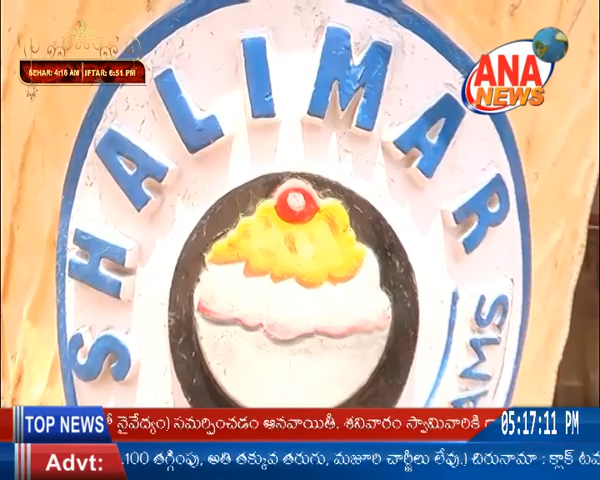 SEHAR: 4:16 AM | IFTAR: 6:51 PM
ANA
NEWS
SHALIMAR
AMS
TOP NEWS
నైవేద్యం) సమర్పించడం ఆనవాయితీ. శనివారం స్వామివారికి
05:17:11 PM
Advt:
.100 తగ్గింపు, అతి తక్కువ తరుగు, మజూరి చార్జీలు లేవు.) చిరునామా : క్లాక్ టమ